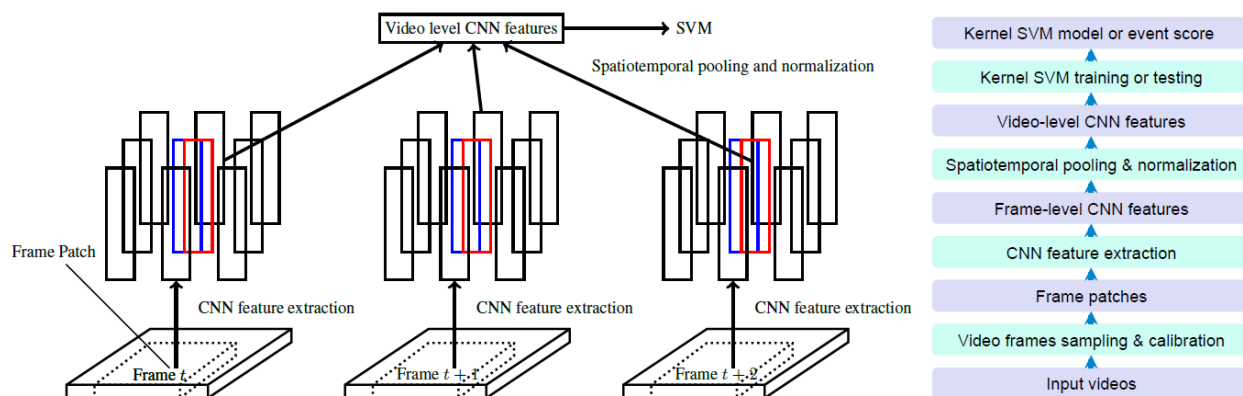 Video level CNN features
SVM
Spatiotemporal pooling and normalization
Frame Patch
CNN feature extraction
CNN feature extraction
CNN feature extraction
Frame t
Frame t + 1
Frame t + 2
Kernel SVM model or event score
Kernel SVM training or testing
Video-level CNN features
Spatiotemporal pooling & normalization
Frame-level CNN features
CNN feature extraction
Frame patches
Video frames sampling & calibration
Input videos